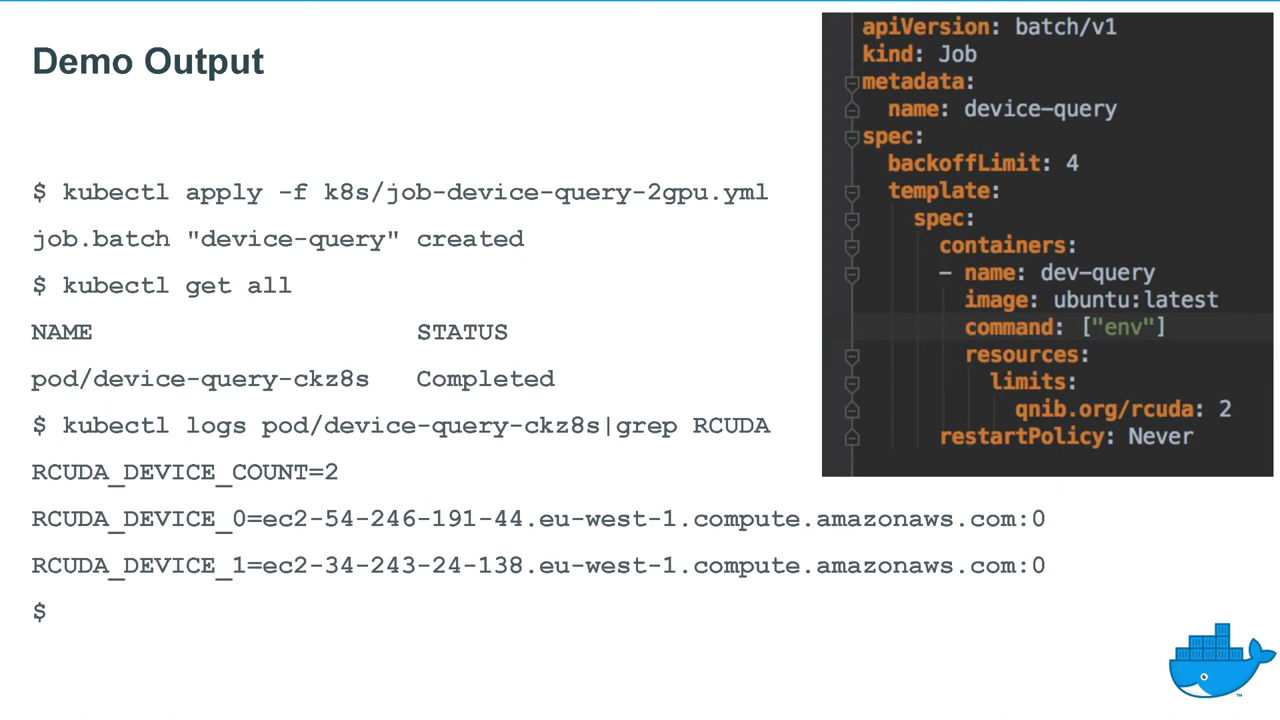 Demo Output
$ kubectl apply -f k8s/job-device-query-2gpu.yml
job.batch "device-query" created
$ kubectl get all
NAME STATUS
pod/device-query-ckz8s Completed
$ kubectl logs pod/device-query-ckz8s|grep RCUDA
RCUDA_DEVICE_COUNT=2
RCUDA_DEVICE_0=ec2-54-246-191-44.eu-west-1.compute.amazonaws.com:0
RCUDA_DEVICE_1=ec2-34-243-24-138.eu-west-1.compute.amazonaws.com:0
$
apiVersion: batch/v1
kind: Job
metadata:
  name: device-query
spec:
  backoffLimit: 4
  template:
    spec:
      containers:
      - name: dev-query
        image: ubuntu:latest
        command: ["env"]
        resources:
          limits:
            qnib.org/rcuda: 2
      restartPolicy: Never